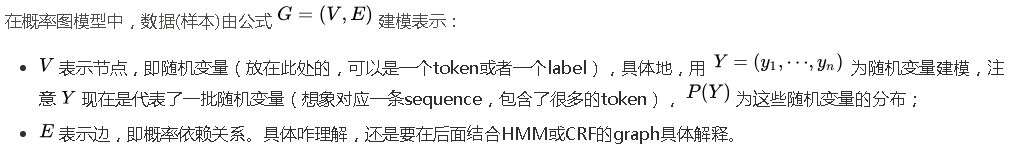 在概率图模型中，数据(样本)由公式 G = (V, E) 建模表示：
• V 表示节点，即随机变量（放在此处的，可以是一个token或者一个label），具体地，用 Y = (y₁, ···, yₙ) 为随机变量建模，注
意 Y 现在是代表了一批随机变量（想象对应一条sequence，包含了很多的token）， P(Y) 为这些随机变量的分布；
• E 表示边，即概率依赖关系。具体咋理解，还是要在后面结合HMM或CRF的graph具体解释。